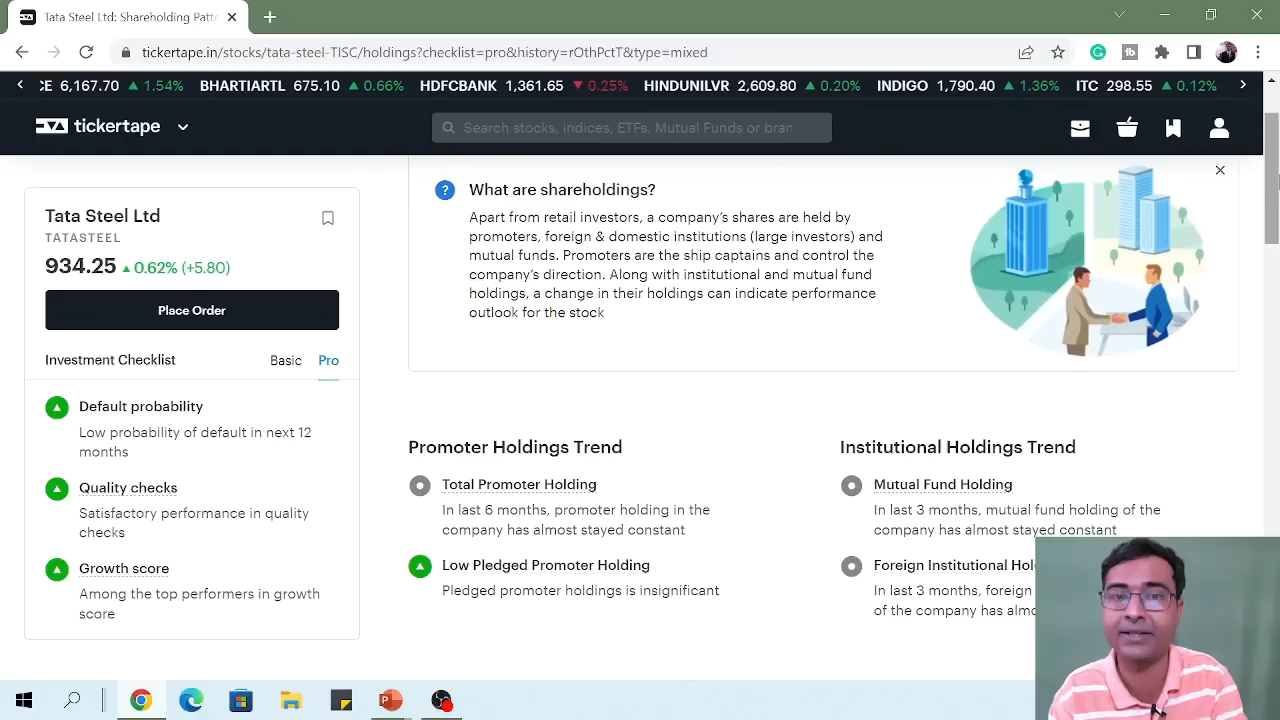 Tata Steel Ltd: Shareholding Patte
tickertape.in/stocks/tata-steel-TISC/holdings?checklist=pro&history=rOthPctT&type=mixed
6,167.70 1.54% BHARTIARTL 675.10 0.66% HDFCBANK 1,361.65 0.25% HINDUNILVR 2,609.80 0.20% INDIGO 1,790.40 1.36% ITC 298.55 0.12%
tickertape
Search stocks, indices, ETFs, Mutual Funds or bran
Tata Steel Ltd
TATASTEEL
934.25 0.62% (+5.80)
Place Order
Investment Checklist Basic Pro
Default probability
Low probability of default in next 12
months
Quality checks
Satisfactory performance in quality
checks
Growth score
Among the top performers in growth
score
What are shareholdings?
Apart from retail investors, a company's shares are held by
promoters, foreign & domestic institutions (large investors) and
mutual funds. Promoters are the ship captains and control the
company's direction. Along with institutional and mutual fund
holdings, a change in their holdings can indicate performance
outlook for the stock
Promoter Holdings Trend
Total Promoter Holding
In last 6 months, promoter holding in the
company has almost stayed constant
Low Pledged Promoter Holding
Pledged promoter holdings is insignificant
Institutional Holdings Trend
Mutual Fund Holding
In last 3 months, mutual fund holding of the
company has almost stayed constant
Foreign Institutional Hol
In last 3 months, foreign
of the company has almo